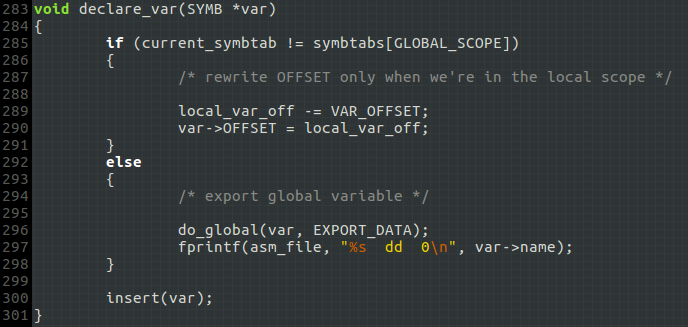 283 void declare_var(SYMB *var)
284 {
285         if (current_symbtab != symbtabs[GLOBAL_SCOPE])
286         {
287                 /* rewrite OFFSET only when we're in the local scope */
288
289                 local_var_off -= VAR_OFFSET;
290                 var->OFFSET = local_var_off;
291         }
292         else
293         {
294                 /* export global variable */
295
296                 do_global(var, EXPORT_DATA);
297                 fprintf(asm_file, "%s  dd  0\n", var->name);
298         }
299
300         insert(var);
301 }